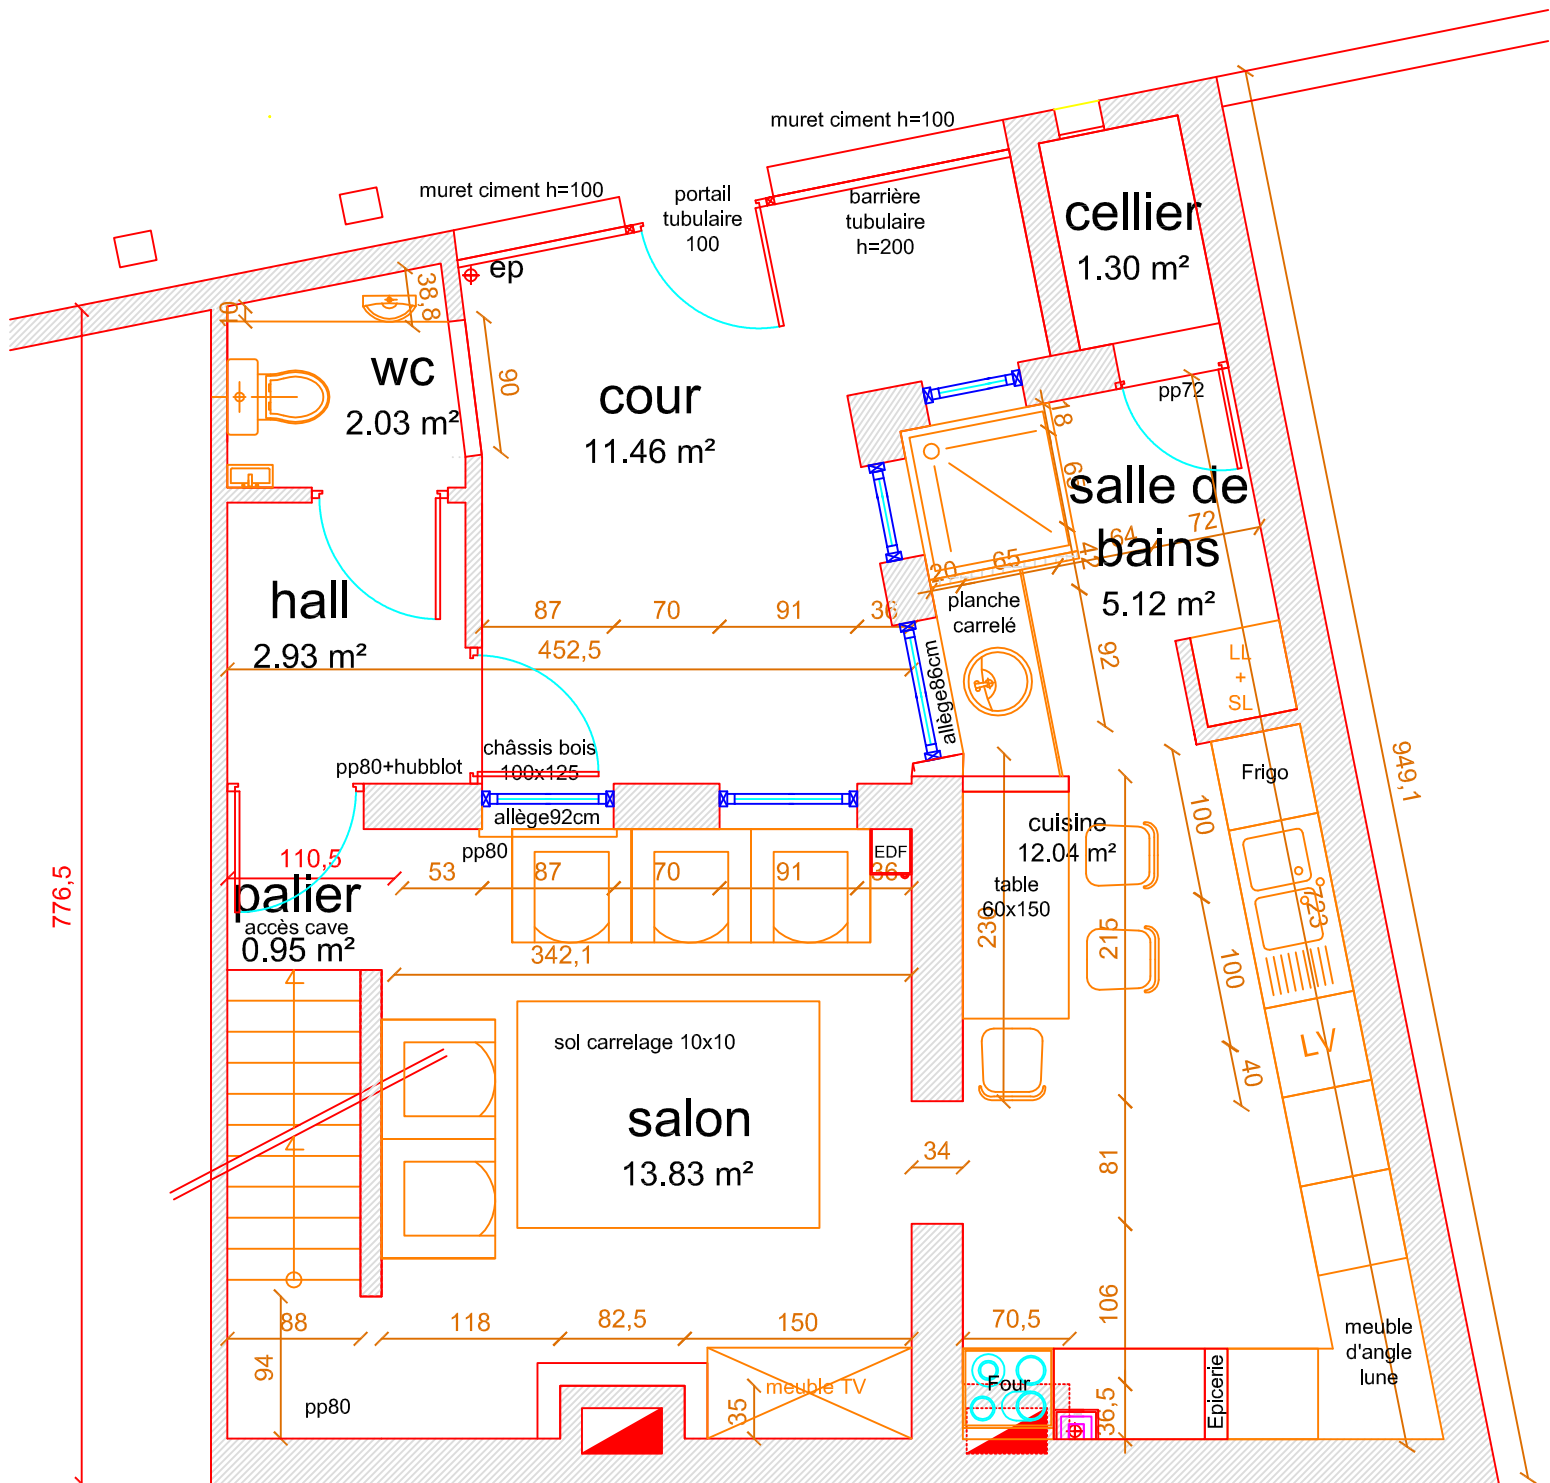 muret ciment h=100
muret ciment h=100
portail
tubulaire
100
barrière
tubulaire
h=200
cellier
1.30 m²
ep
38,8
wc
2.03 m²
90
cour
11.46 m²
pp72
18
salle de
bains
5.12 m²
64
72
42
20
65
planche
carrelé
hall
2.93 m²
87
70
91
36
452,5
92
allège86cm
LL
+
SL
châssis bois
100x125
pp80+hubblot
allège92cm
Frigo
949,1
776,5
110,5
pp80
EDF
cuisine
12.04 m²
100
palier
accès cave
0.95 m²
53
87
70
91
36
table
60x150
230
215
723
342,1
100
sol carrelage 10x10
LV
40
salon
13.83 m²
34
81
88
118
82,5
150
70,5
106
94
meuble
d'angle
lune
pp80
meuble TV
35
Four
36,5
Epicerie